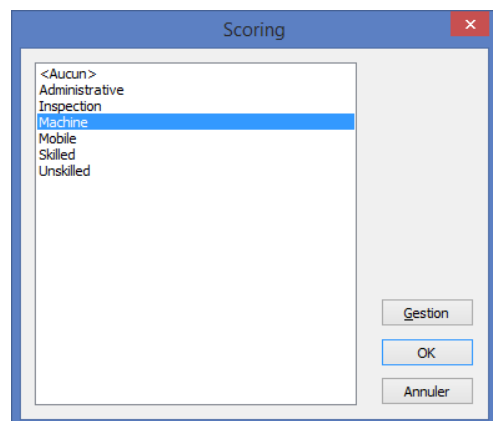 Scoring
<Aucun>
Administrative
Inspection
Machine
Mobile
Skilled
Unskilled
Gestion
OK
Annuler